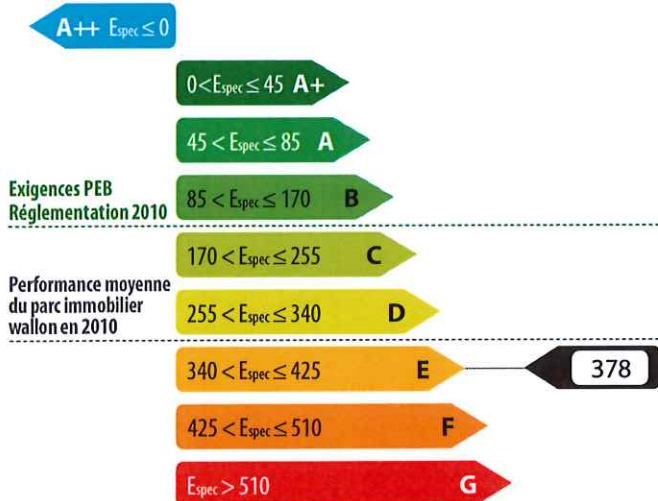 A++ Espec ≤ 0
0 < Espec ≤ 45 A+
45 < Espec ≤ 85 A
Exigences PEB
Réglementation 2010
85 < Espec ≤ 170 B
170 < Espec ≤ 255 C
Performance moyenne
du parc immobilier
wallon en 2010
255 < Espec ≤ 340 D
340 < Espec ≤ 425 E
378
425 < Espec ≤ 510 F
Espec > 510 G